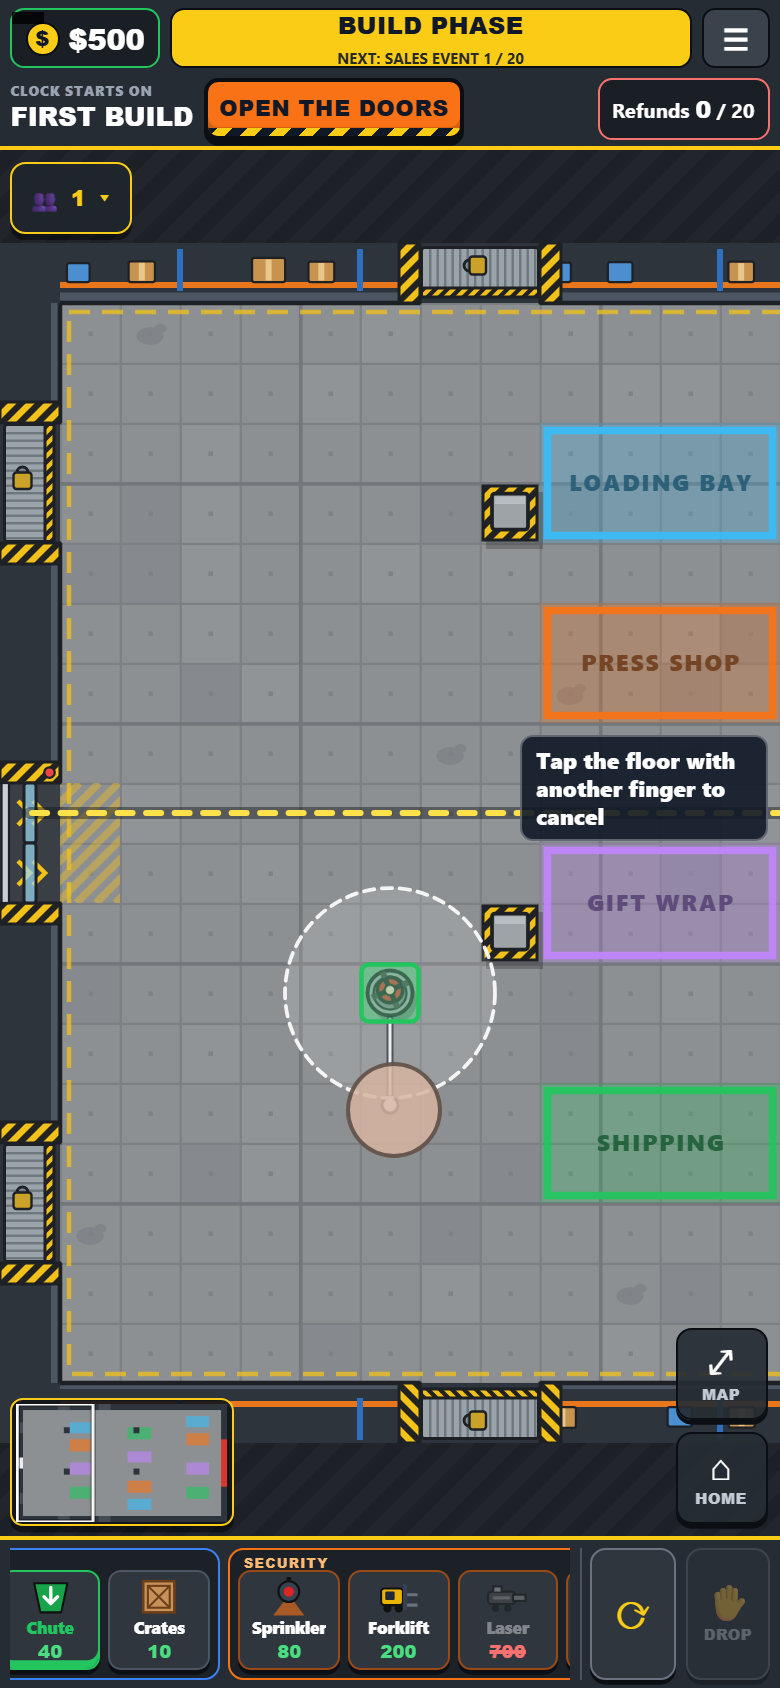 $ $500
BUILD PHASE
NEXT: SALES EVENT 1 / 20
CLOCK STARTS ON
FIRST BUILD
OPEN THE DOORS
Refunds 0 / 20
1
LOADING BAY
PRESS SHOP
Tap the floor with
another finger to
cancel
GIFT WRAP
SHIPPING
MAP
HOME
SECURITY
Chute
40
Crates
10
Sprinkler
80
Forklift
200
Laser
700
DROP